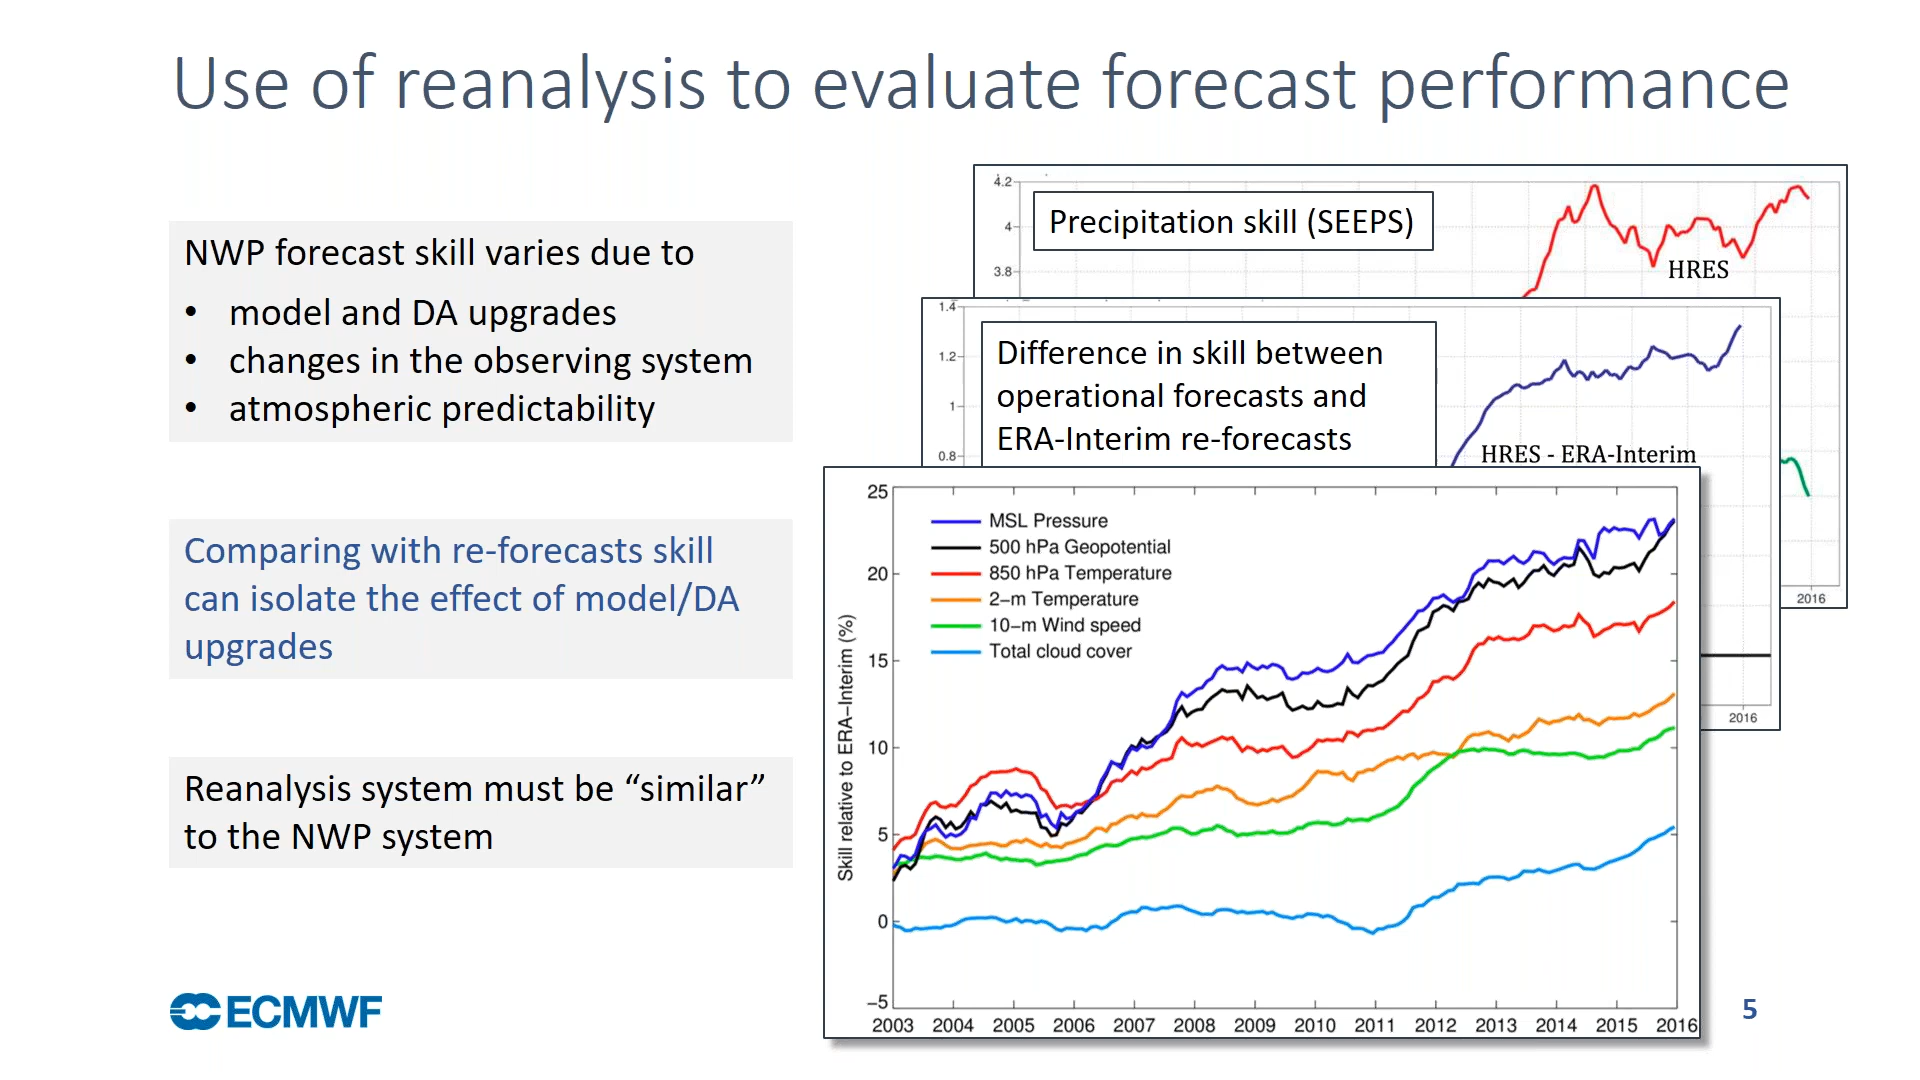 Use of reanalysis to evaluate forecast performance
NWP forecast skill varies due to
• model and DA upgrades
• changes in the observing system
• atmospheric predictability
Comparing with re-forecasts skill
can isolate the effect of model/DA
upgrades
Reanalysis system must be “similar”
to the NWP system
ECMWF
4.2
4
3.8
Precipitation skill (SEEPS)
HRES
2016
1.4
1.2
1
0.8
Difference in skill between
operational forecasts and
ERA-Interim re-forecasts
HRES - ERA-Interim
2016
25
20
15
10
5
0
−5
Skill relative to ERA−Interim (%)
MSL Pressure
500 hPa Geopotential
850 hPa Temperature
2−m Temperature
10−m Wind speed
Total cloud cover
2003 2004 2005 2006 2007 2008 2009 2010 2011 2012 2013 2014 2015 2016
5